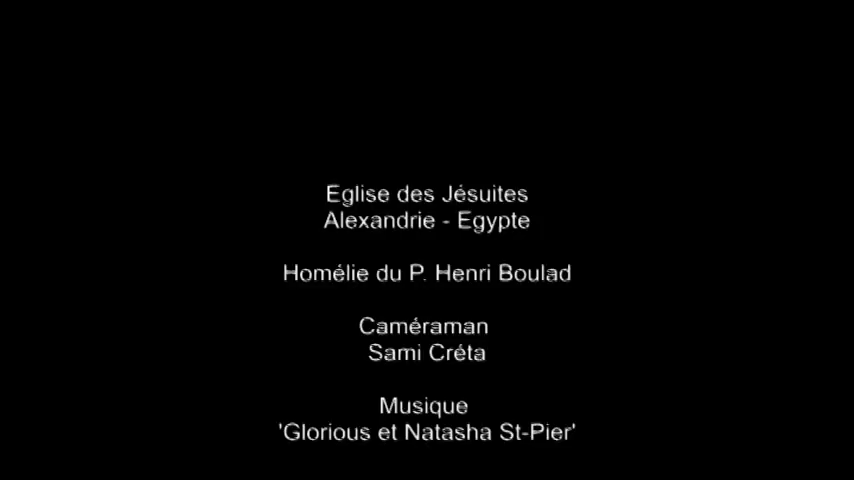 Eglise des Jésuites
Alexandrie - Egypte
Homélie du P. Henri Boulad
Caméraman
Sami Créta
Musique
'Glorious et Natasha St-Pier'